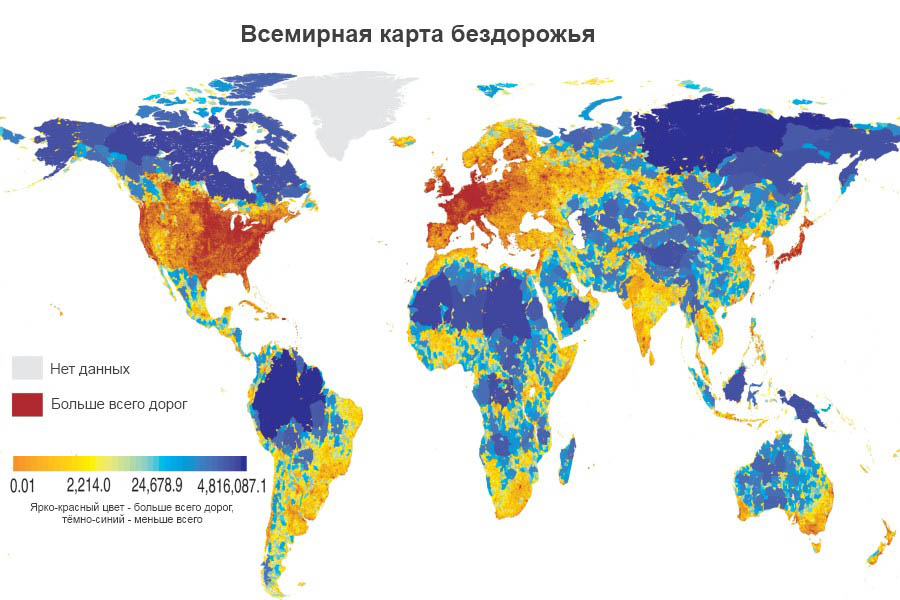 Всемирная карта бездорожья
Нет данных
Больше всего дорог
0.01 2,214.0 24,678.9 4,816,087.1
Ярко-красный цвет - больше всего дорог,
тёмно-синий - меньше всего